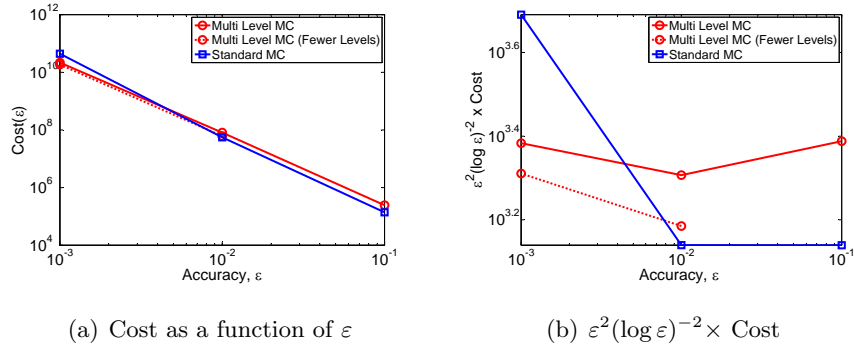 Multi Level MC
Multi Level MC (Fewer Levels)
Standard MC
10^12
10^10
10^8
10^6
10^4
Cost(ε)
10^-3
10^-2
10^-1
Accuracy, ε
(a) Cost as a function of ε
Multi Level MC
Multi Level MC (Fewer Levels)
Standard MC
10^3.6
10^3.4
10^3.2
ε^2(log ε)^-2 x Cost
10^-3
10^-2
10^-1
Accuracy, ε
(b) ε^2(log ε)^-2× Cost